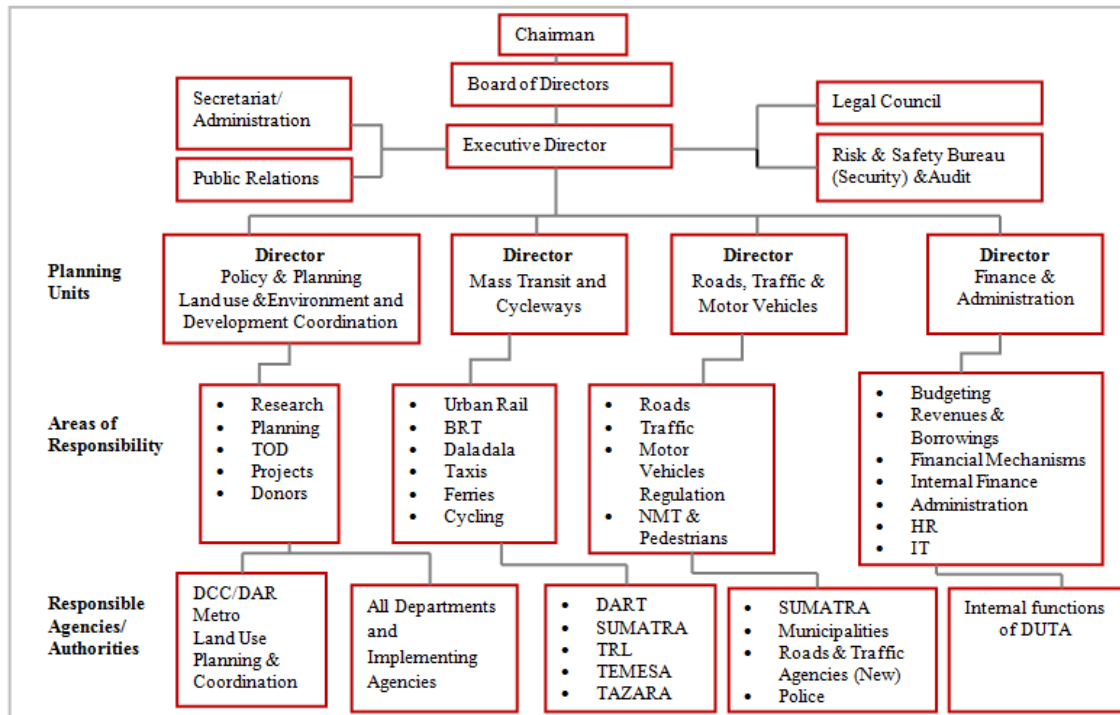 Chairman
Board of Directors
Secretariat/
Administration
Legal Council
Executive Director
Public Relations
Risk & Safety Bureau
(Security) &Audit
Planning
Units
Director
Policy & Planning
Land use &Environment and
Development Coordination
Director
Mass Transit and
Cycleways
Director
Roads, Traffic &
Motor Vehicles
Director
Finance &
Administration
Areas of
Responsibility
• Research
• Planning
• TOD
• Projects
• Donors
• Urban Rail
• BRT
• Daladala
• Taxis
• Ferries
• Cycling
• Roads
• Traffic
• Motor
Vehicles
Regulation
• NMT &
Pedestrians
• Budgeting
• Revenues &
Borrowings
• Financial Mechanisms
• Internal Finance
• Administration
• HR
• IT
Responsible
Agencies/
Authorities
DCC/DAR
Metro
Land Use
Planning &
Coordination
All Departments
and
Implementing
Agencies
• DART
• SUMATRA
• TRL
• TEMESA
• TAZARA
• SUMATRA
• Municipalities
• Roads & Traffic
Agencies (New)
• Police
Internal functions
of DUTA